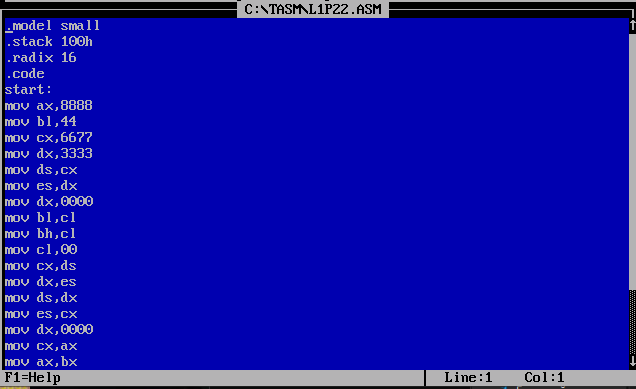 C:\TASM\L1P22.ASM
.model small
.stack 100h
.radix 16
.code
start:
mov ax,8888
mov bl,44
mov cx,6677
mov dx,3333
mov ds,cx
mov es,dx
mov dx,0000
mov bl,cl
mov bh,cl
mov cl,00
mov cx,ds
mov dx,es
mov ds,dx
mov es,cx
mov dx,0000
mov cx,ax
mov ax,bx
F1=Help Line:1 Col:1